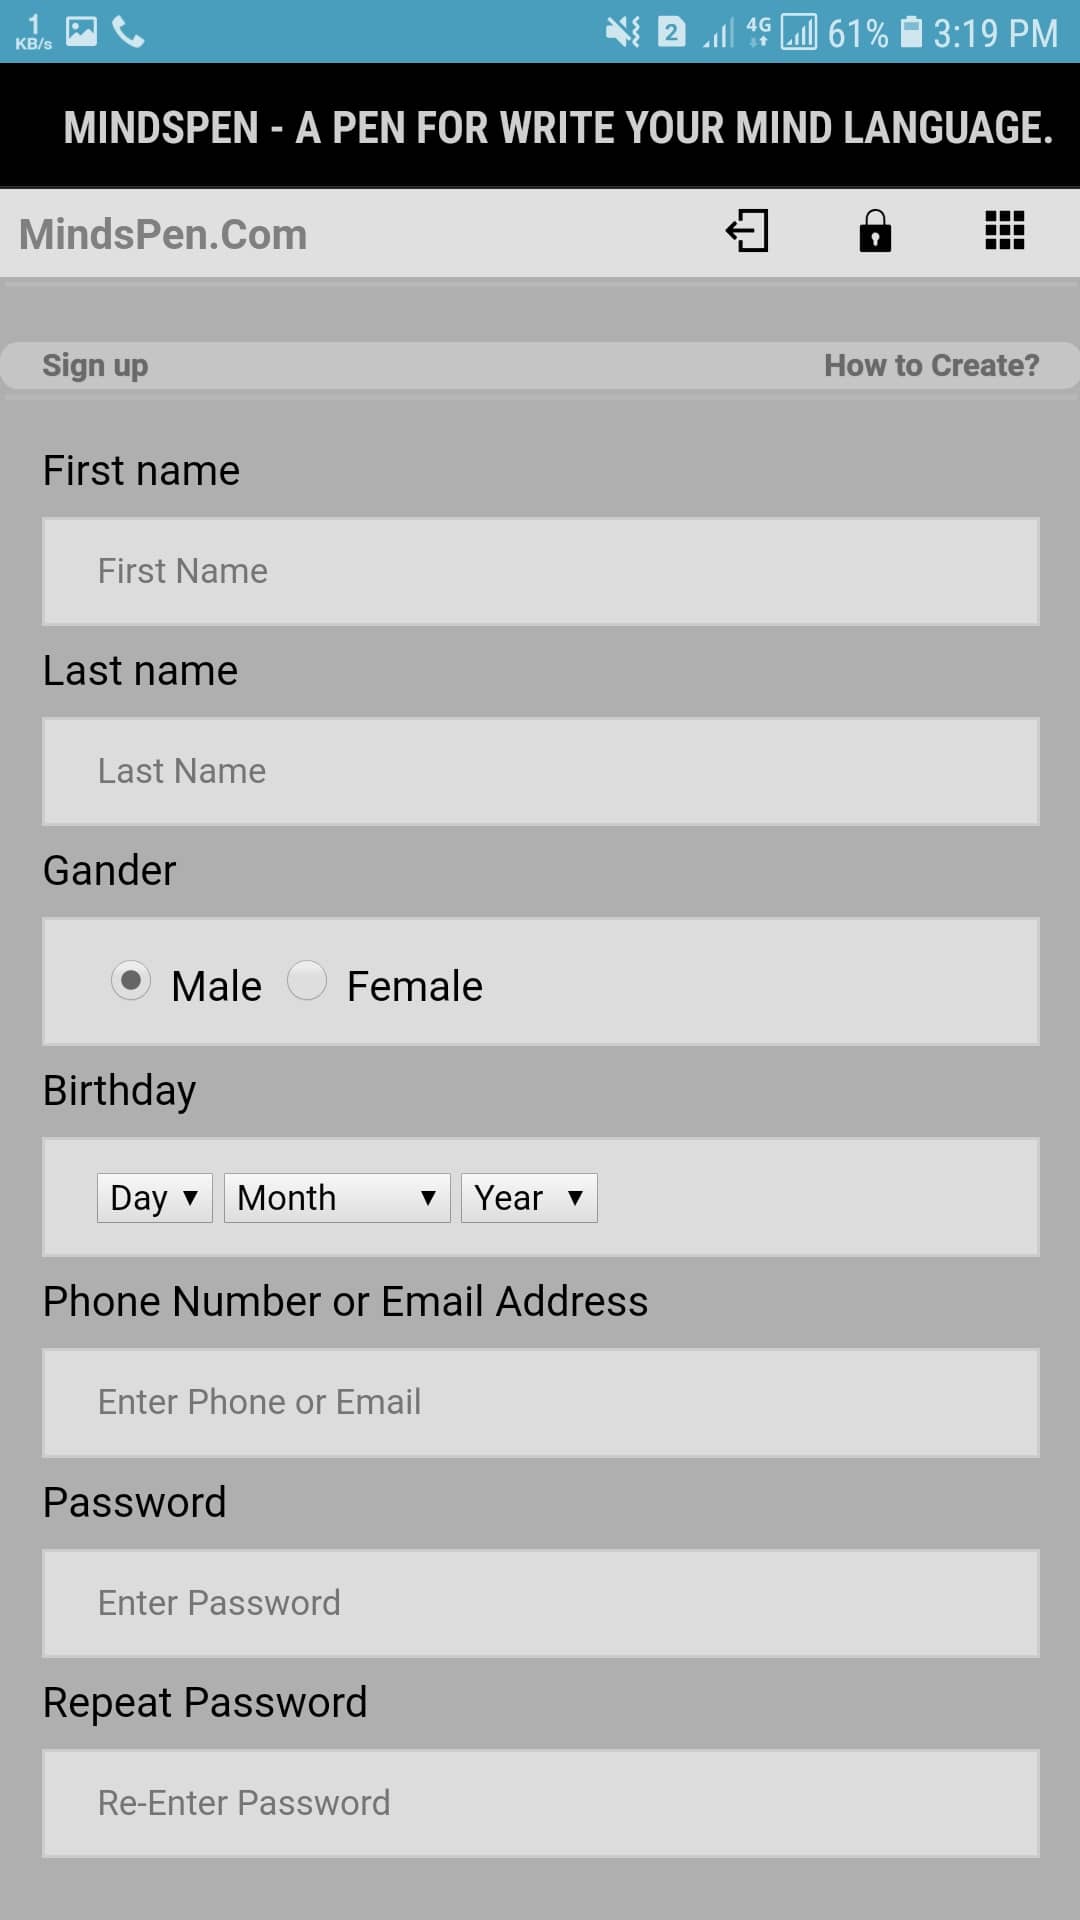 1
KB/s
2 4G 61% 3:19 PM
MINDSPEN - A PEN FOR WRITE YOUR MIND LANGUAGE.
MindsPen.Com
Sign up How to Create?
First name
First Name
Last name
Last Name
Gander
Male Female
Birthday
Day Month Year
Phone Number or Email Address
Enter Phone or Email
Password
Enter Password
Repeat Password
Re-Enter Password